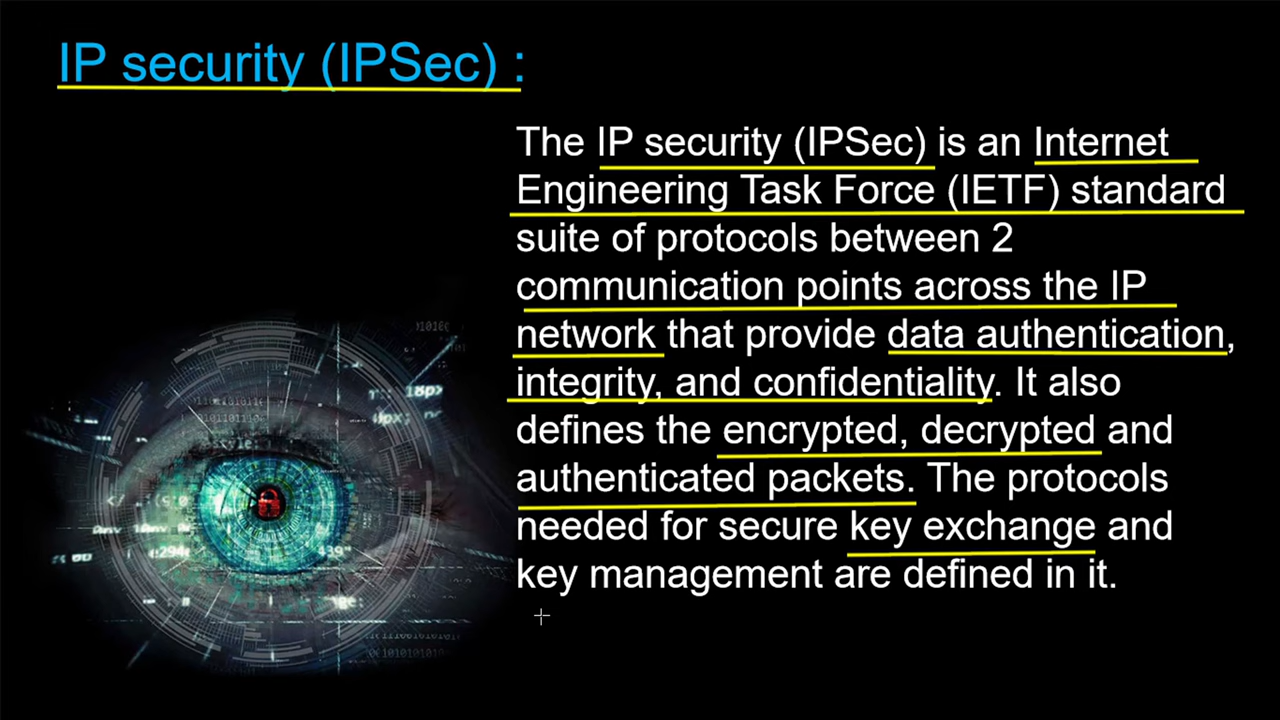 IP security (IPSec) :
The IP security (IPSec) is an Internet
Engineering Task Force (IETF) standard
suite of protocols between 2
communication points across the IP
network that provide data authentication,
integrity, and confidentiality. It also
defines the encrypted, decrypted and
authenticated packets. The protocols
needed for secure key exchange and
key management are defined in it.